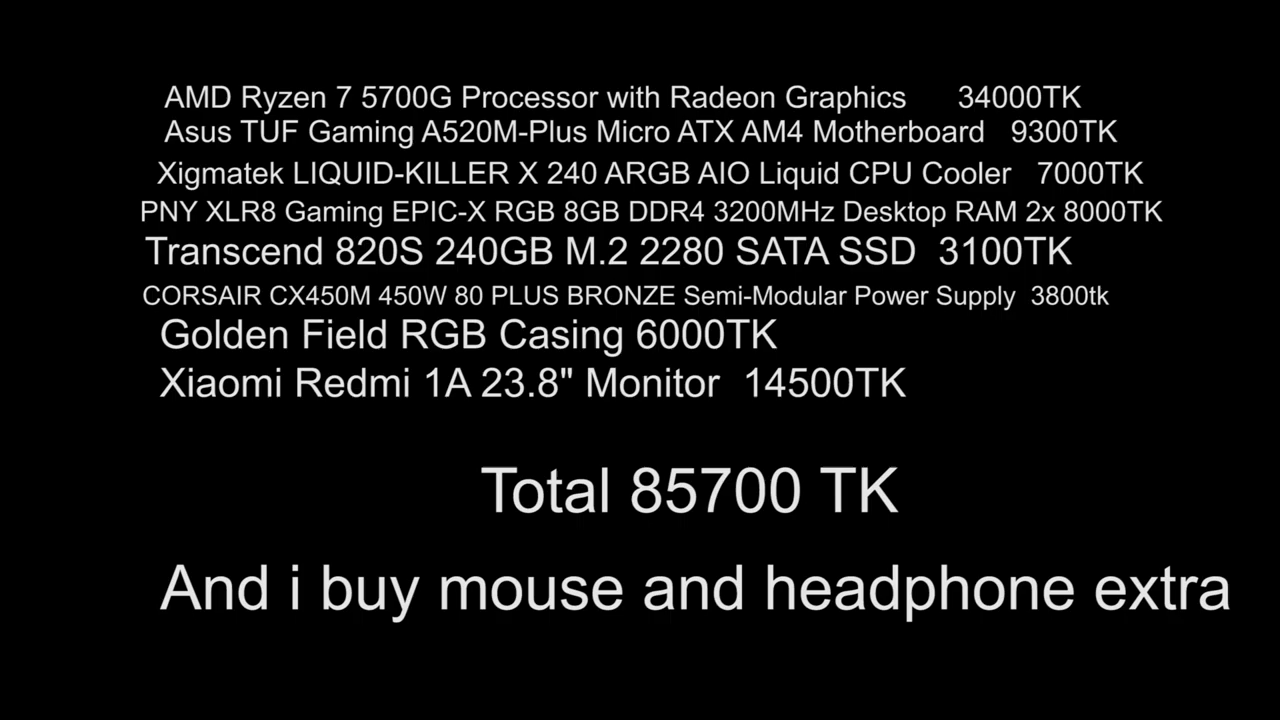 AMD Ryzen 7 5700G Processor with Radeon Graphics 34000TK
Asus TUF Gaming A520M-Plus Micro ATX AM4 Motherboard 9300TK
Xigmatek LIQUID-KILLER X 240 ARGB AIO Liquid CPU Cooler 7000TK
PNY XLR8 Gaming EPIC-X RGB 8GB DDR4 3200MHz Desktop RAM 2x 8000TK
Transcend 820S 240GB M.2 2280 SATA SSD 3100TK
CORSAIR CX450M 450W 80 PLUS BRONZE Semi-Modular Power Supply 3800tk
Golden Field RGB Casing 6000TK
Xiaomi Redmi 1A 23.8" Monitor 14500TK
Total 85700 TK
And i buy mouse and headphone extra